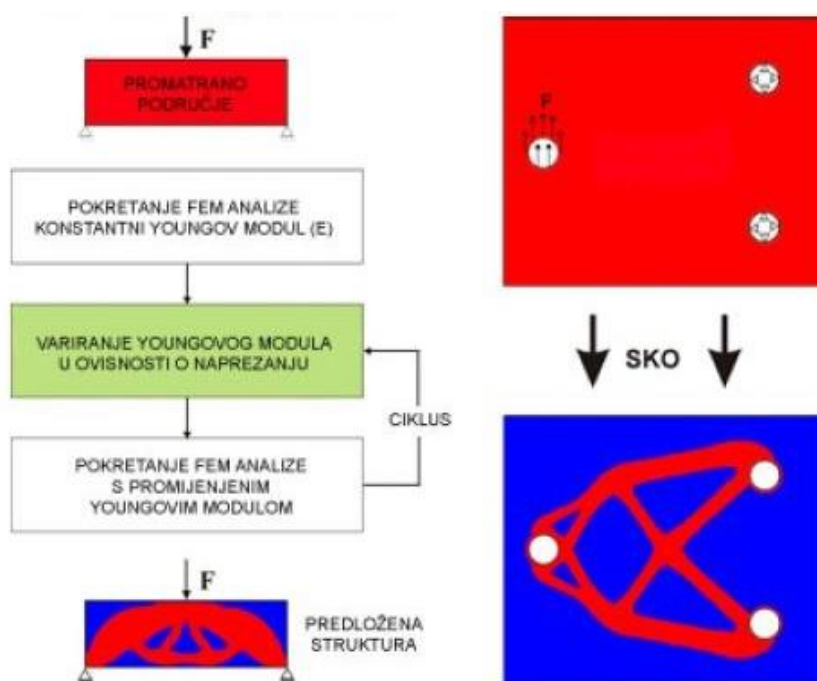 F
PROMATRANO
PODRUČJE
POKRETANJE FEM ANALIZE
KONSTANTNI YOUNGOV MODUL (E)
VARIRANJE YOUNGOVOG MODULA
U OVISNOSTI O NAPREZANJU
CIKLUS
POKRETANJE FEM ANALIZE
S PROMIJENJENIM
YOUNGOVIM MODULOM
F
PREDLOŽENA
STRUKTURA
F
SKO